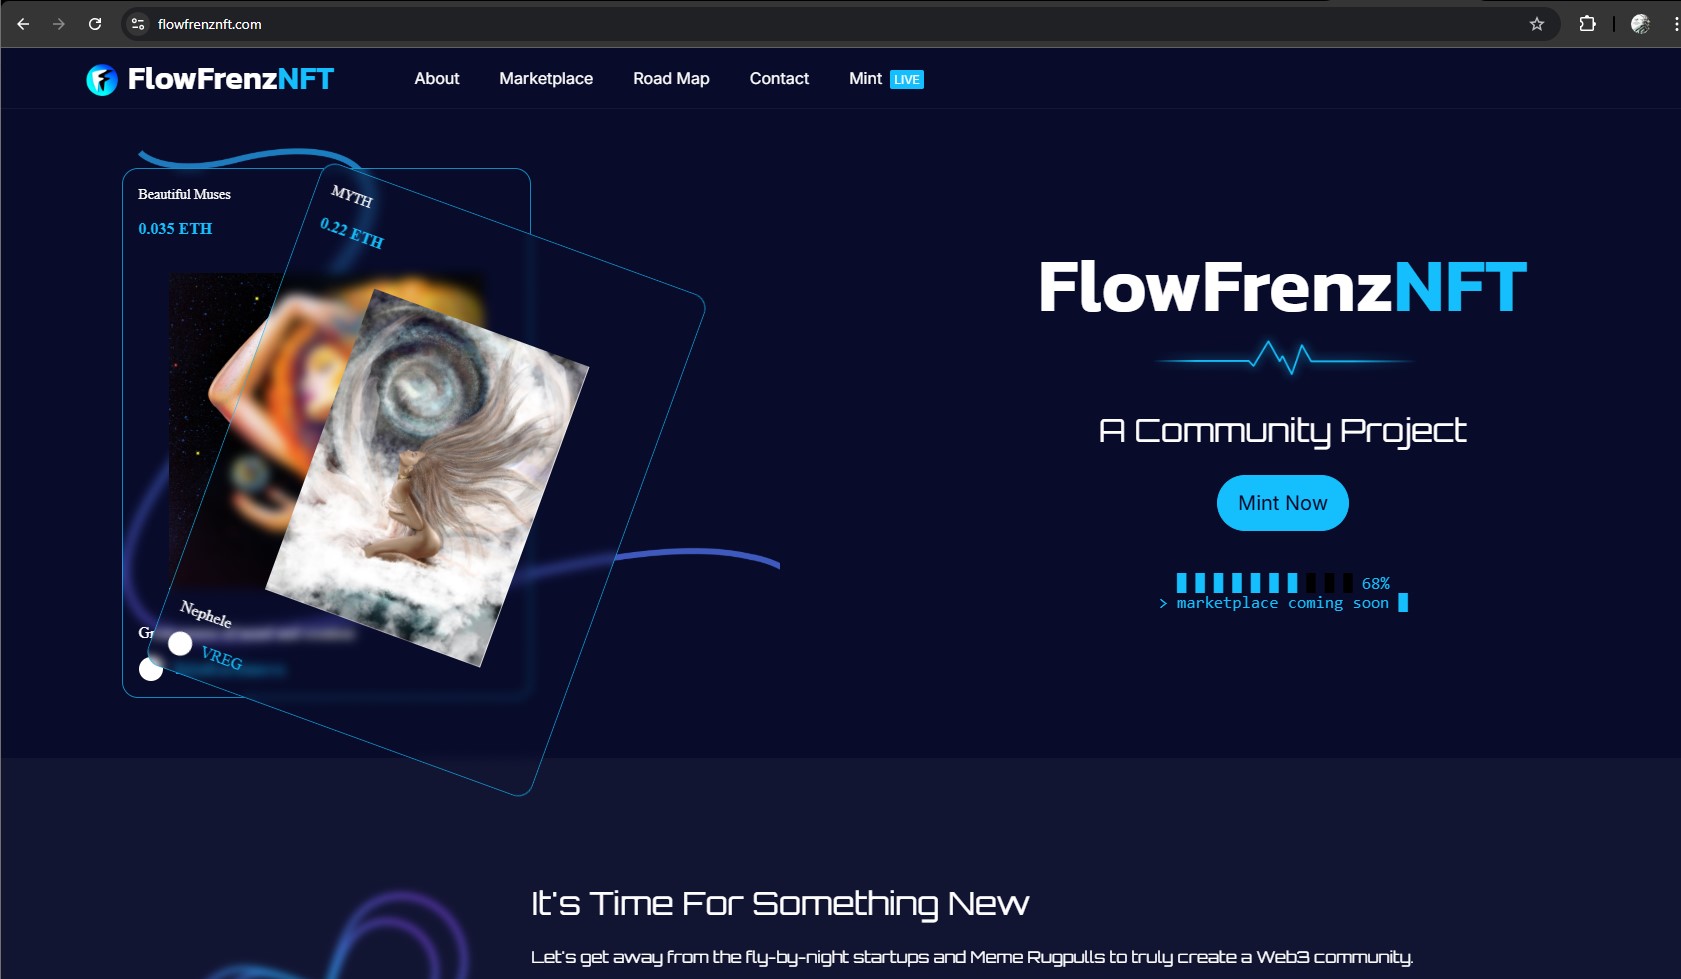 flowfrenznft.com
FlowFrenzNFT
About
Marketplace
Road Map
Contact
Mint LIVE
Beautiful Muses
0.035 ETH
MYTH
0.22 ETH
Nephele
VREG
FlowFrenzNFT
A Community Project
Mint Now
68%
> marketplace coming soon
It's Time For Something New
Let's get away from the fly-by-night startups and Meme Rugpulls to truly create a Web3 community.